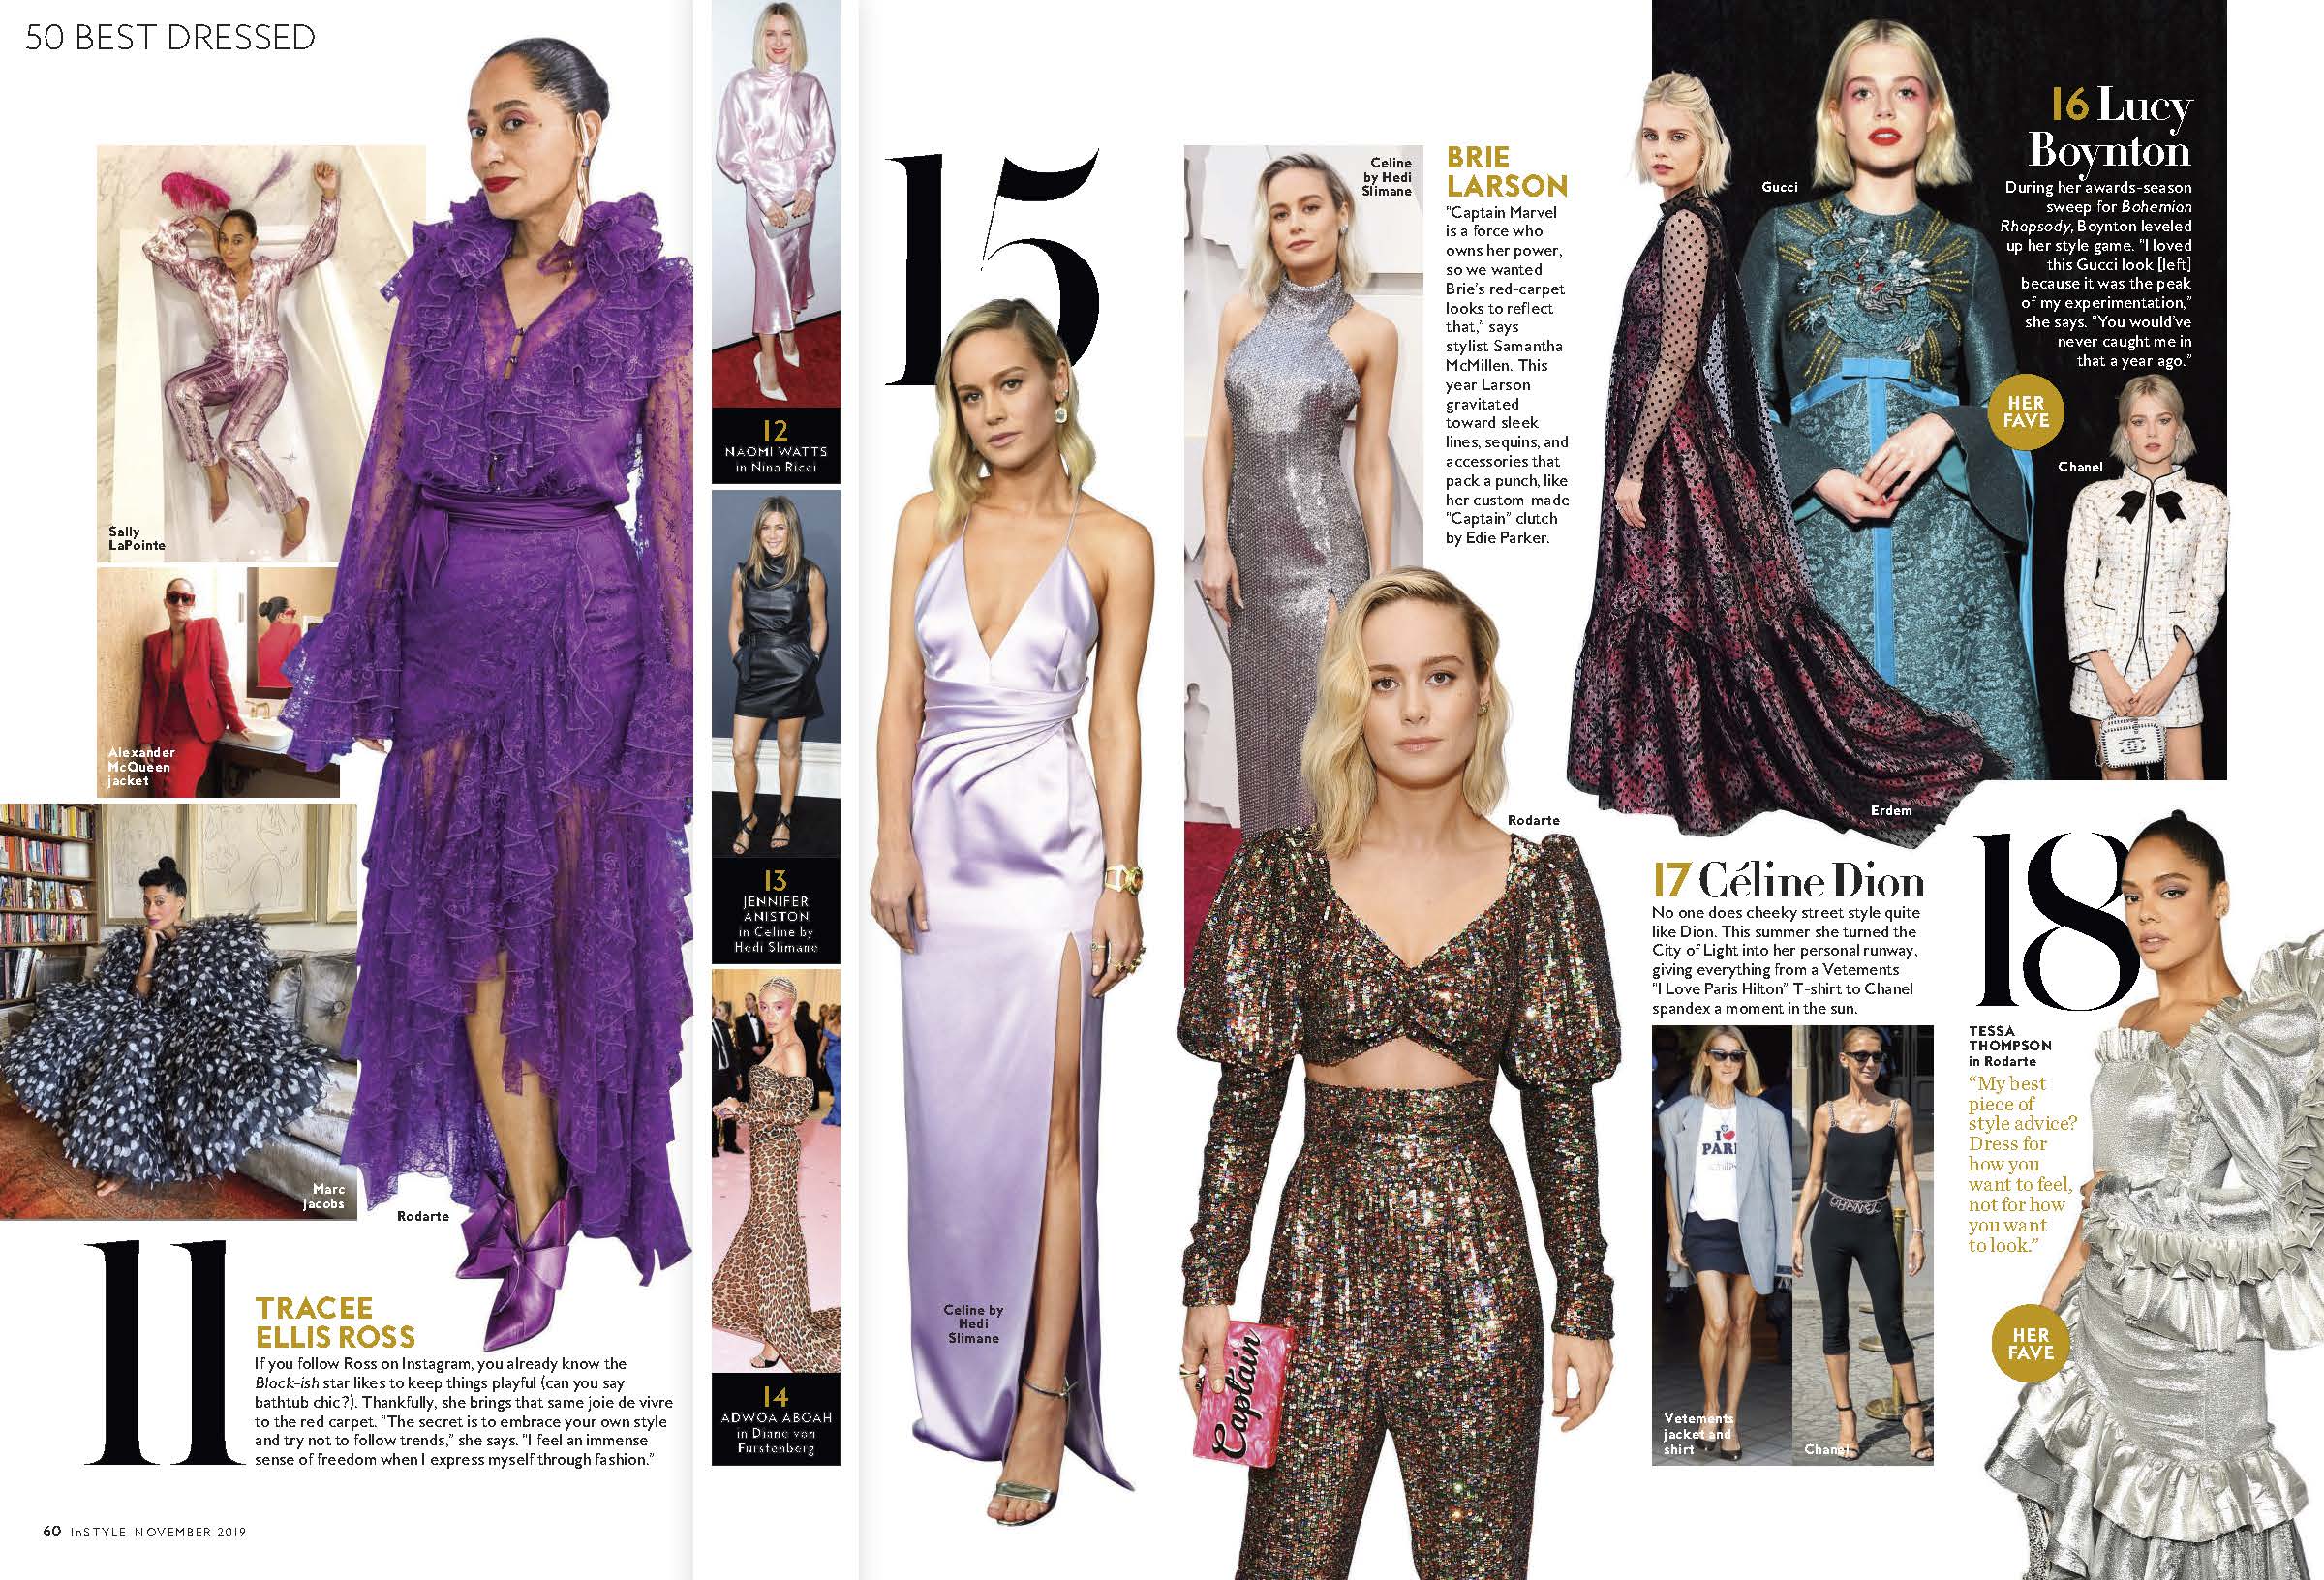 50 BEST DRESSED
Sally
LaPointe
Alexander
McQueen
jacket
Marc
Jacobs
Rodarte
11
TRACEE
ELLIS ROSS
If you follow Ross on Instagram, you already know the
Black-ish star likes to keep things playful (can you say
bathtub chic?). Thankfully, she brings that same joie de vivre
to the red carpet. "The secret is to embrace your own style
and try not to follow trends," she says. "I feel an immense
sense of freedom when I express myself through fashion."
60 InSTYLE NOVEMBER 2019
12
NAOMI WATTS
in Nina Ricci
13
JENNIFER
ANISTON
in Celine by
Hedi Slimane
14
ADWOA ABOAH
in Diane von
Furstenberg
15
Celine by
Hedi
Slimane
Celine
by Hedi
Slimane
BRIE
LARSON
"Captain Marvel
is a force who
owns her power,
so we wanted
Brie's red-carpet
looks to reflect
that," says
stylist Samantha
McMillen. This
year Larson
gravitated
toward sleek
lines, sequins, and
accessories that
pack a punch, like
her custom-made
"Captain" clutch
by Edie Parker.
Rodarte
Captain
16 Lucy
Boynton
During her awards-season
sweep for Bohemian
Rhapsody, Boynton leveled
up her style game. "I loved
this Gucci look [left]
because it was the peak
of my experimentation,"
she says. "You would've
never caught me in
that a year ago."
Gucci
HER
FAVE
Chanel
Erdem
17 Céline Dion
No one does cheeky street style quite
like Dion. This summer she turned the
City of Light into her personal runway,
giving everything from a Vetements
"I Love Paris Hilton" T-shirt to Chanel
spandex a moment in the sun.
I
PARI
CHANEL
Vetements
jacket and
shirt
Chanel
18
TESSA
THOMPSON
in Rodarte
"My best
piece of
style advice?
Dress for
how you
want to feel,
not for how
you want
to look."
HER
FAVE